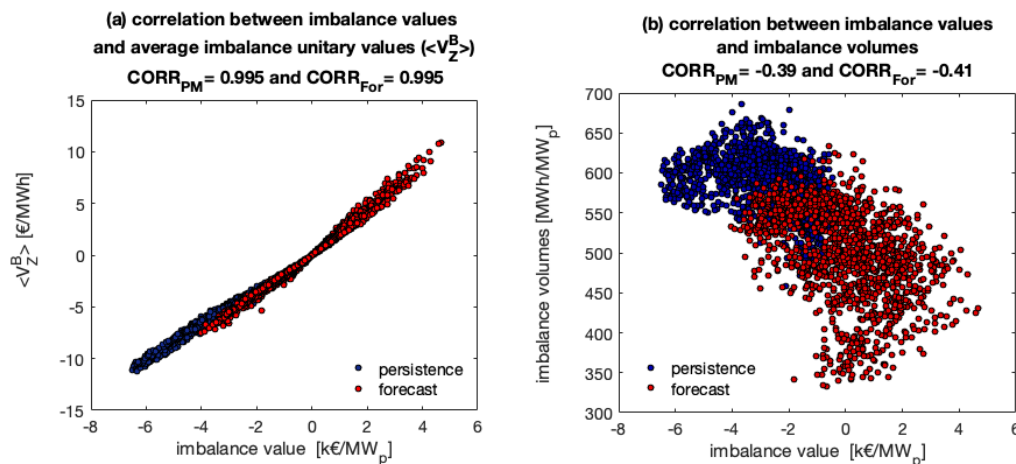 (a) correlation between imbalance values
and average imbalance unitary values (<V_Z^B>)
CORR_PM= 0.995 and CORR_For= 0.995
15
10
5
0
-5
-10
-15
<V_Z^B> [€/MWh]
persistence
forecast
-8 -6 -4 -2 0 2 4 6
imbalance value [k€/MW_p]
(b) correlation between imbalance values
and imbalance volumes
CORR_PM= -0.39 and CORR_For= -0.41
700
650
600
550
500
450
400
350
300
imbalance volumes [MWh/MW_p]
persistence
forecast
-8 -6 -4 -2 0 2 4 6
imbalance value [k€/MW_p]